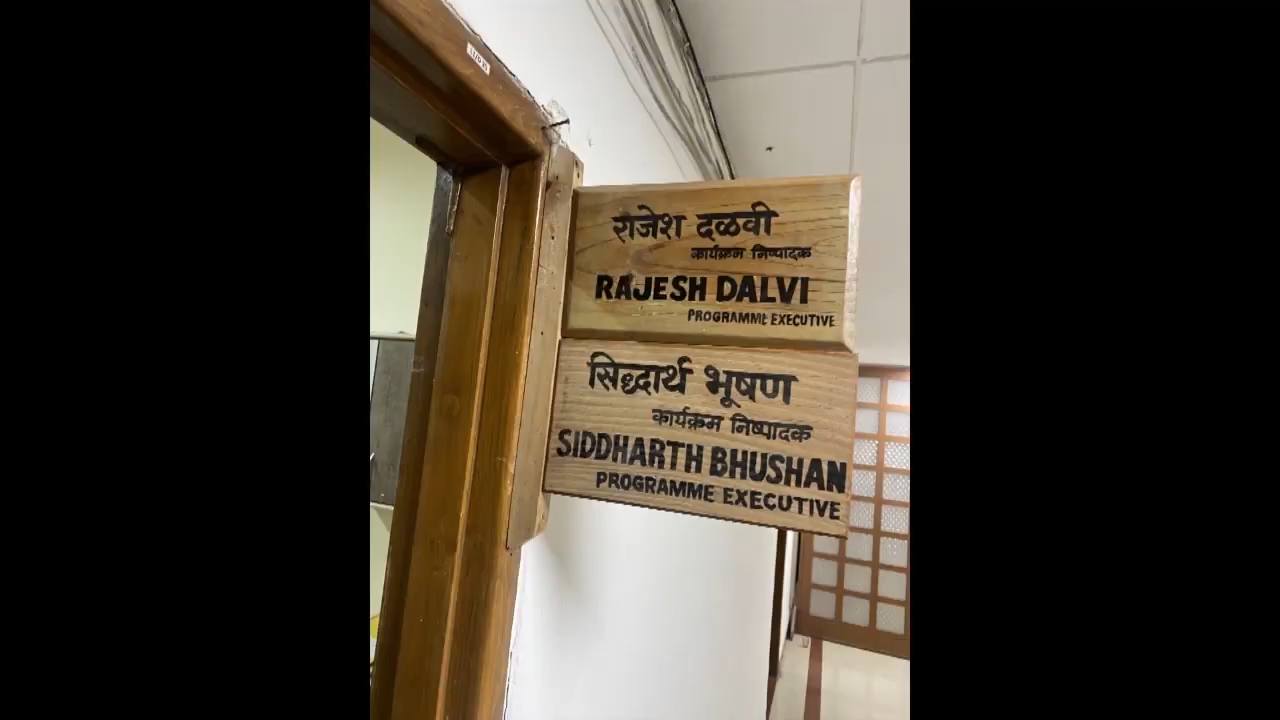 राजेश दळवी
कार्यक्रम निष्पादक
RAJESH DALVI
PROGRAMME EXECUTIVE
सिद्धार्थ भूषण
कार्यक्रम निष्पादक
SIDDHARTH BHUSHAN
PROGRAMME EXECUTIVE